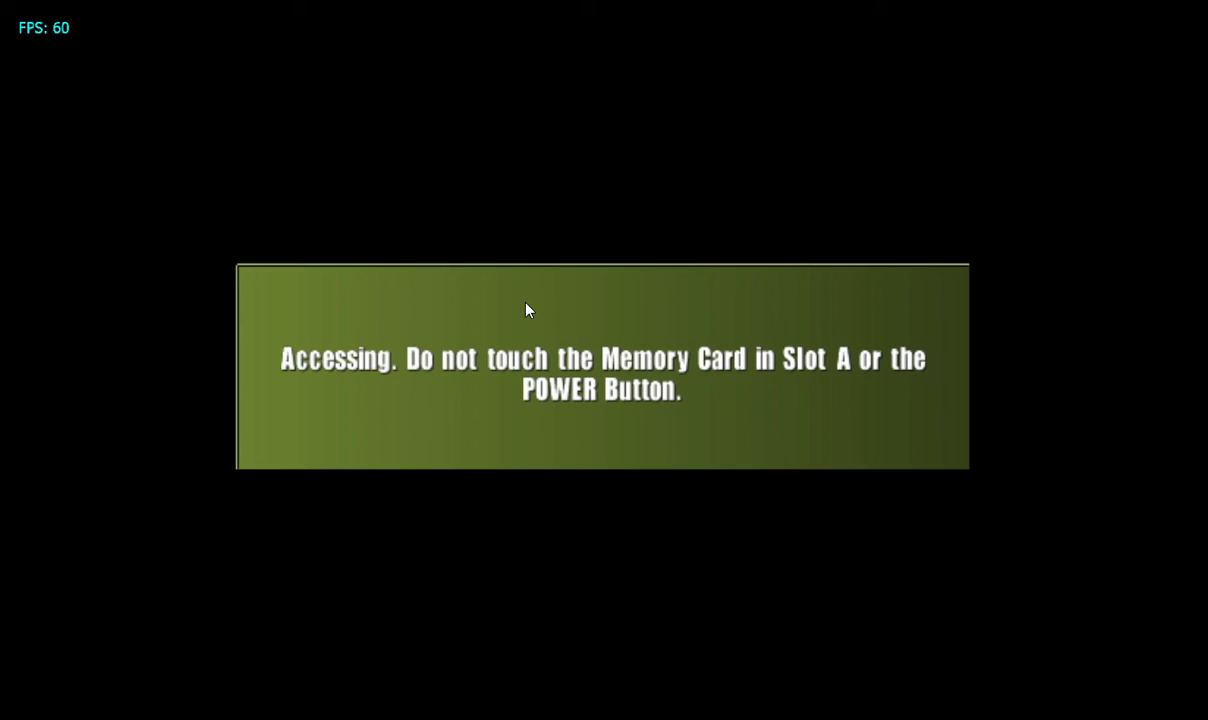 FPS: 60
Accessing. Do not touch the Memory Card in Slot A or the
POWER Button.